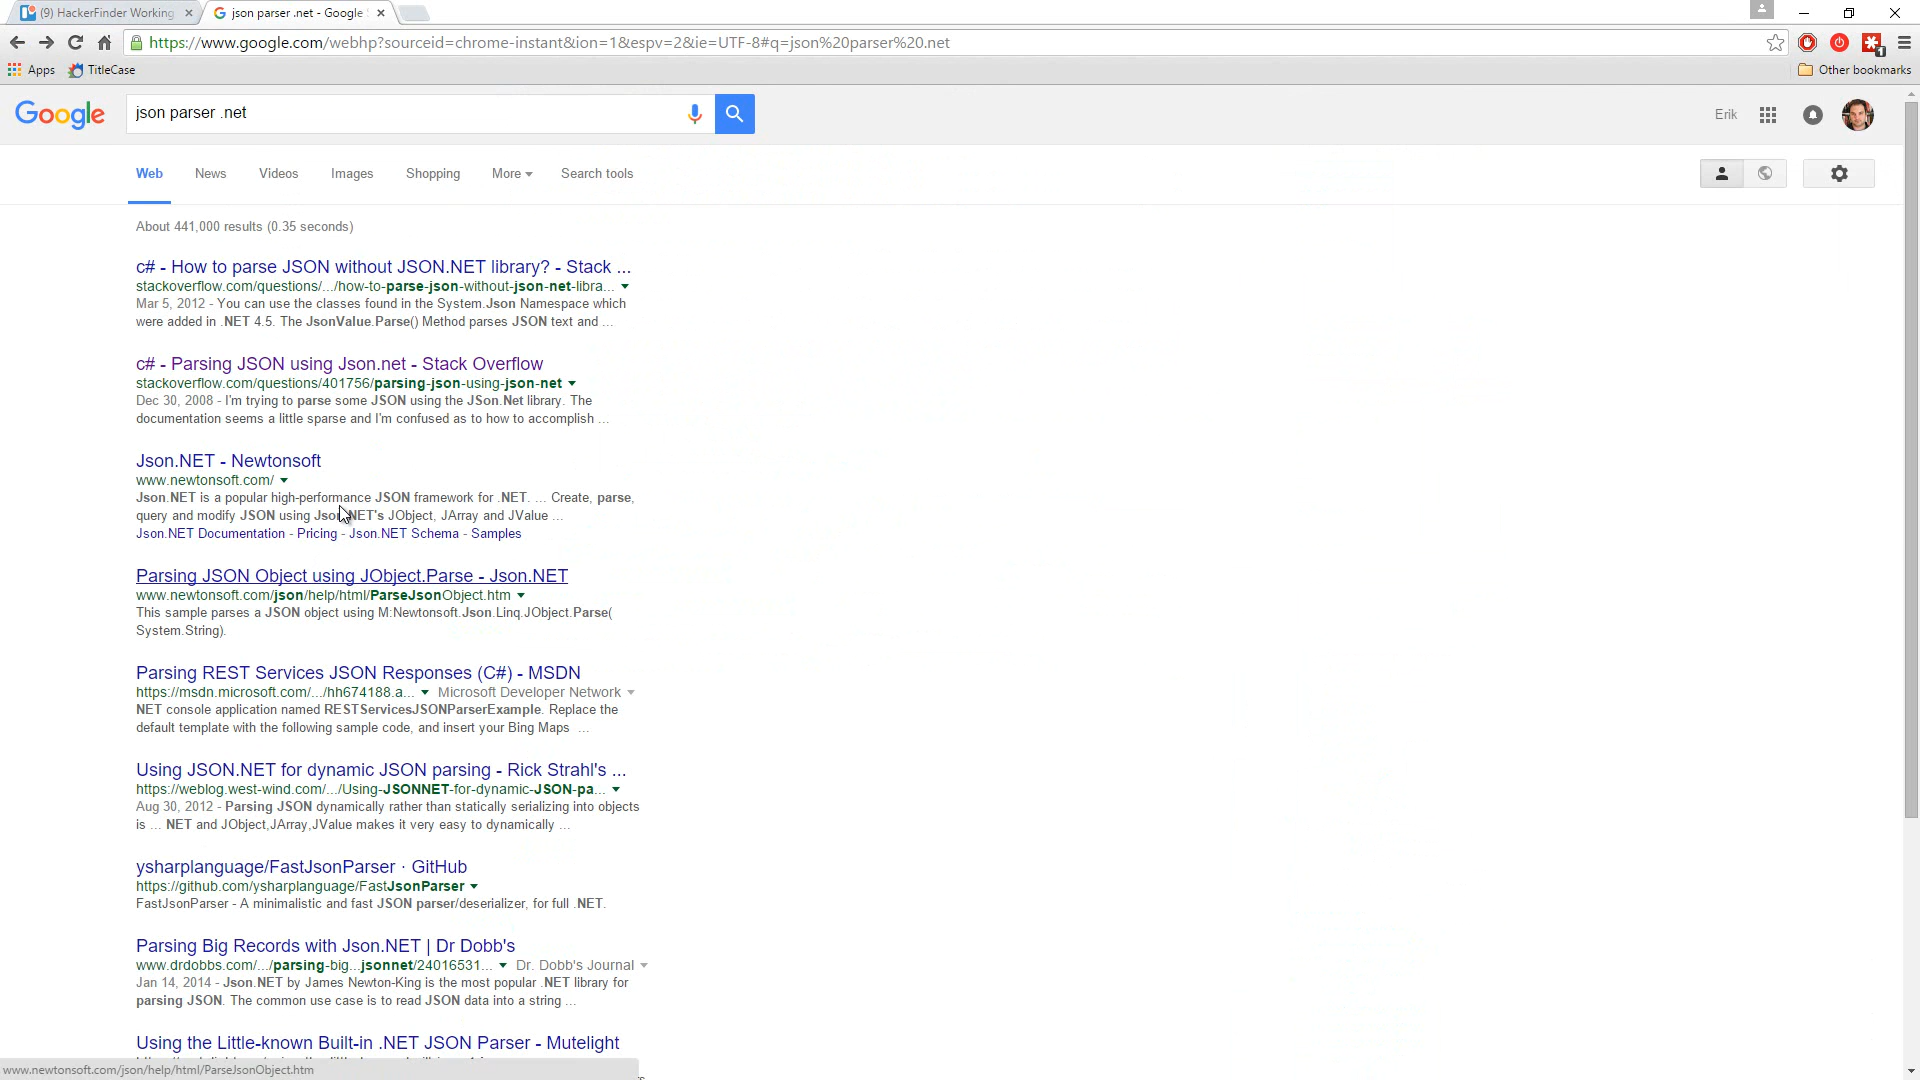 (9) HackerFinder Working
json parser .net - Google
https://www.google.com/webhp?sourceid=chrome-instant&ion=1&espv=2&ie=UTF-8#q=json%20parser%20.net
1
Apps
TitleCase
Other bookmarks
Google
json parser .net
Erik
Web
News
Videos
Images
Shopping
More
Search tools
About 441,000 results (0.35 seconds)
c# - How to parse JSON without JSON.NET library? - Stack ...
stackoverflow.com/questions/.../how-to-parse-json-without-json-net-libra...
Mar 5, 2012 - You can use the classes found in the System.Json Namespace which
were added in .NET 4.5. The JsonValue.Parse() Method parses JSON text and ...
c# - Parsing JSON using Json.net - Stack Overflow
stackoverflow.com/questions/401756/parsing-json-using-json-net
Dec 30, 2008 - I'm trying to parse some JSON using the JSon.Net library. The
documentation seems a little sparse and I'm confused as to how to accomplish ...
Json.NET - Newtonsoft
www.newtonsoft.com/
Json.NET is a popular high-performance JSON framework for .NET. ... Create, parse,
query and modify JSON using Json.NET's JObject, JArray and JValue ...
Json.NET Documentation - Pricing - Json.NET Schema - Samples
Parsing JSON Object using JObject.Parse - Json.NET
www.newtonsoft.com/json/help/html/ParseJsonObject.htm
This sample parses a JSON object using M:Newtonsoft.Json.Linq.JObject.Parse(
System.String).
Parsing REST Services JSON Responses (C#) - MSDN
https://msdn.microsoft.com/.../hh674188.a... Microsoft Developer Network
NET console application named RESTServicesJSONParserExample. Replace the
default template with the following sample code, and insert your Bing Maps ...
Using JSON.NET for dynamic JSON parsing - Rick Strahl's ...
https://weblog.west-wind.com/.../Using-JSONNET-for-dynamic-JSON-pa...
Aug 30, 2012 - Parsing JSON dynamically rather than statically serializing into objects
is ... NET and JObject,JArray,JValue makes it very easy to dynamically ...
ysharplanguage/FastJsonParser · GitHub
https://github.com/ysharplanguage/FastJsonParser
FastJsonParser - A minimalistic and fast JSON parser/deserializer, for full .NET.
Parsing Big Records with Json.NET | Dr Dobb's
www.drdobbs.com/.../parsing-big...jsonnet/24016531... Dr. Dobb's Journal
Jan 14, 2014 - Json.NET by James Newton-King is the most popular .NET library for
parsing JSON. The common use case is to read JSON data into a string ...
Using the Little-known Built-in .NET JSON Parser - Mutelight
www.newtonsoft.com/json/help/html/ParseJsonObject.htm